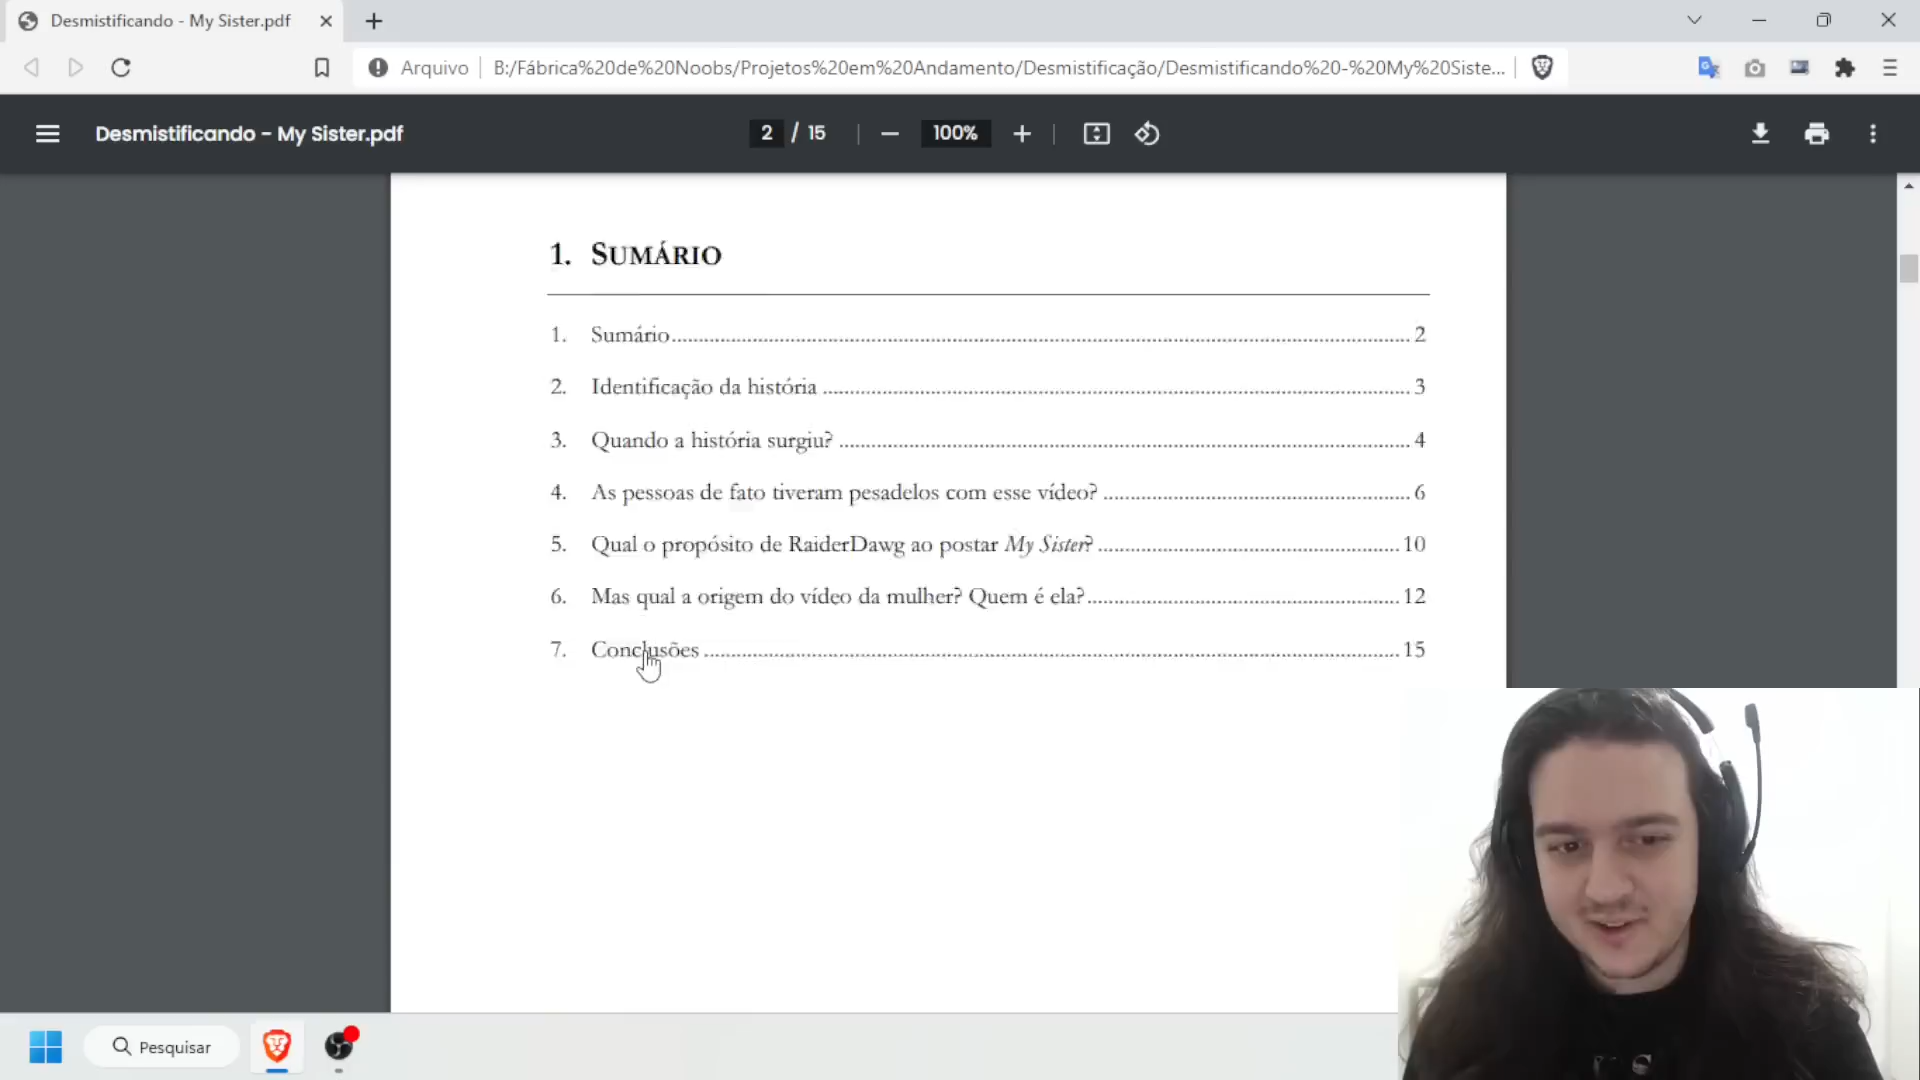 Desmistificando - My Sister.pdf
Arquivo
B:/Fábrica%20de%20Noobs/Projetos%20em%20Andamento/Desmistificação/Desmistificando%20-%20My%20Siste...
Desmistificando – My Sister.pdf
2 / 15
100%
1. SUMÁRIO
1. Sumário 2
2. Identificação da história 3
3. Quando a história surgiu? 4
4. As pessoas de fato tiveram pesadelos com esse vídeo? 6
5. Qual o propósito de RaiderDawg ao postar My Sister? 10
6. Mas qual a origem do vídeo da mulher? Quem é ela? 12
7. Conclusões 15
Pesquisar